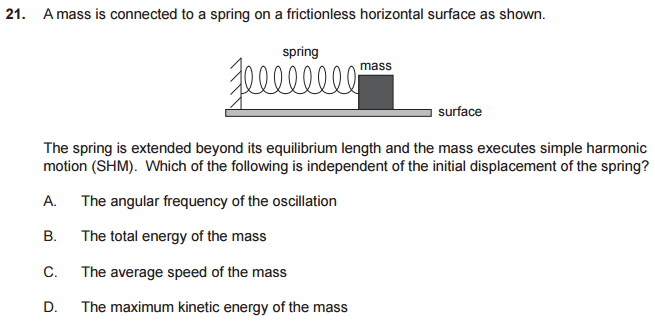 21. A mass is connected to a spring on a frictionless horizontal surface as shown.
spring
mass
surface
The spring is extended beyond its equilibrium length and the mass executes simple harmonic
motion (SHM). Which of the following is independent of the initial displacement of the spring?
A. The angular frequency of the oscillation
B. The total energy of the mass
C. The average speed of the mass
D. The maximum kinetic energy of the mass